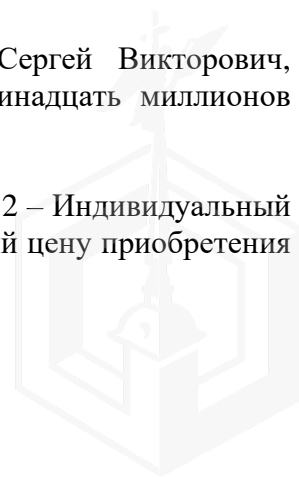 Сергей Викторович,
инадцать миллионов
2 – Индивидуальный
й цену приобретения